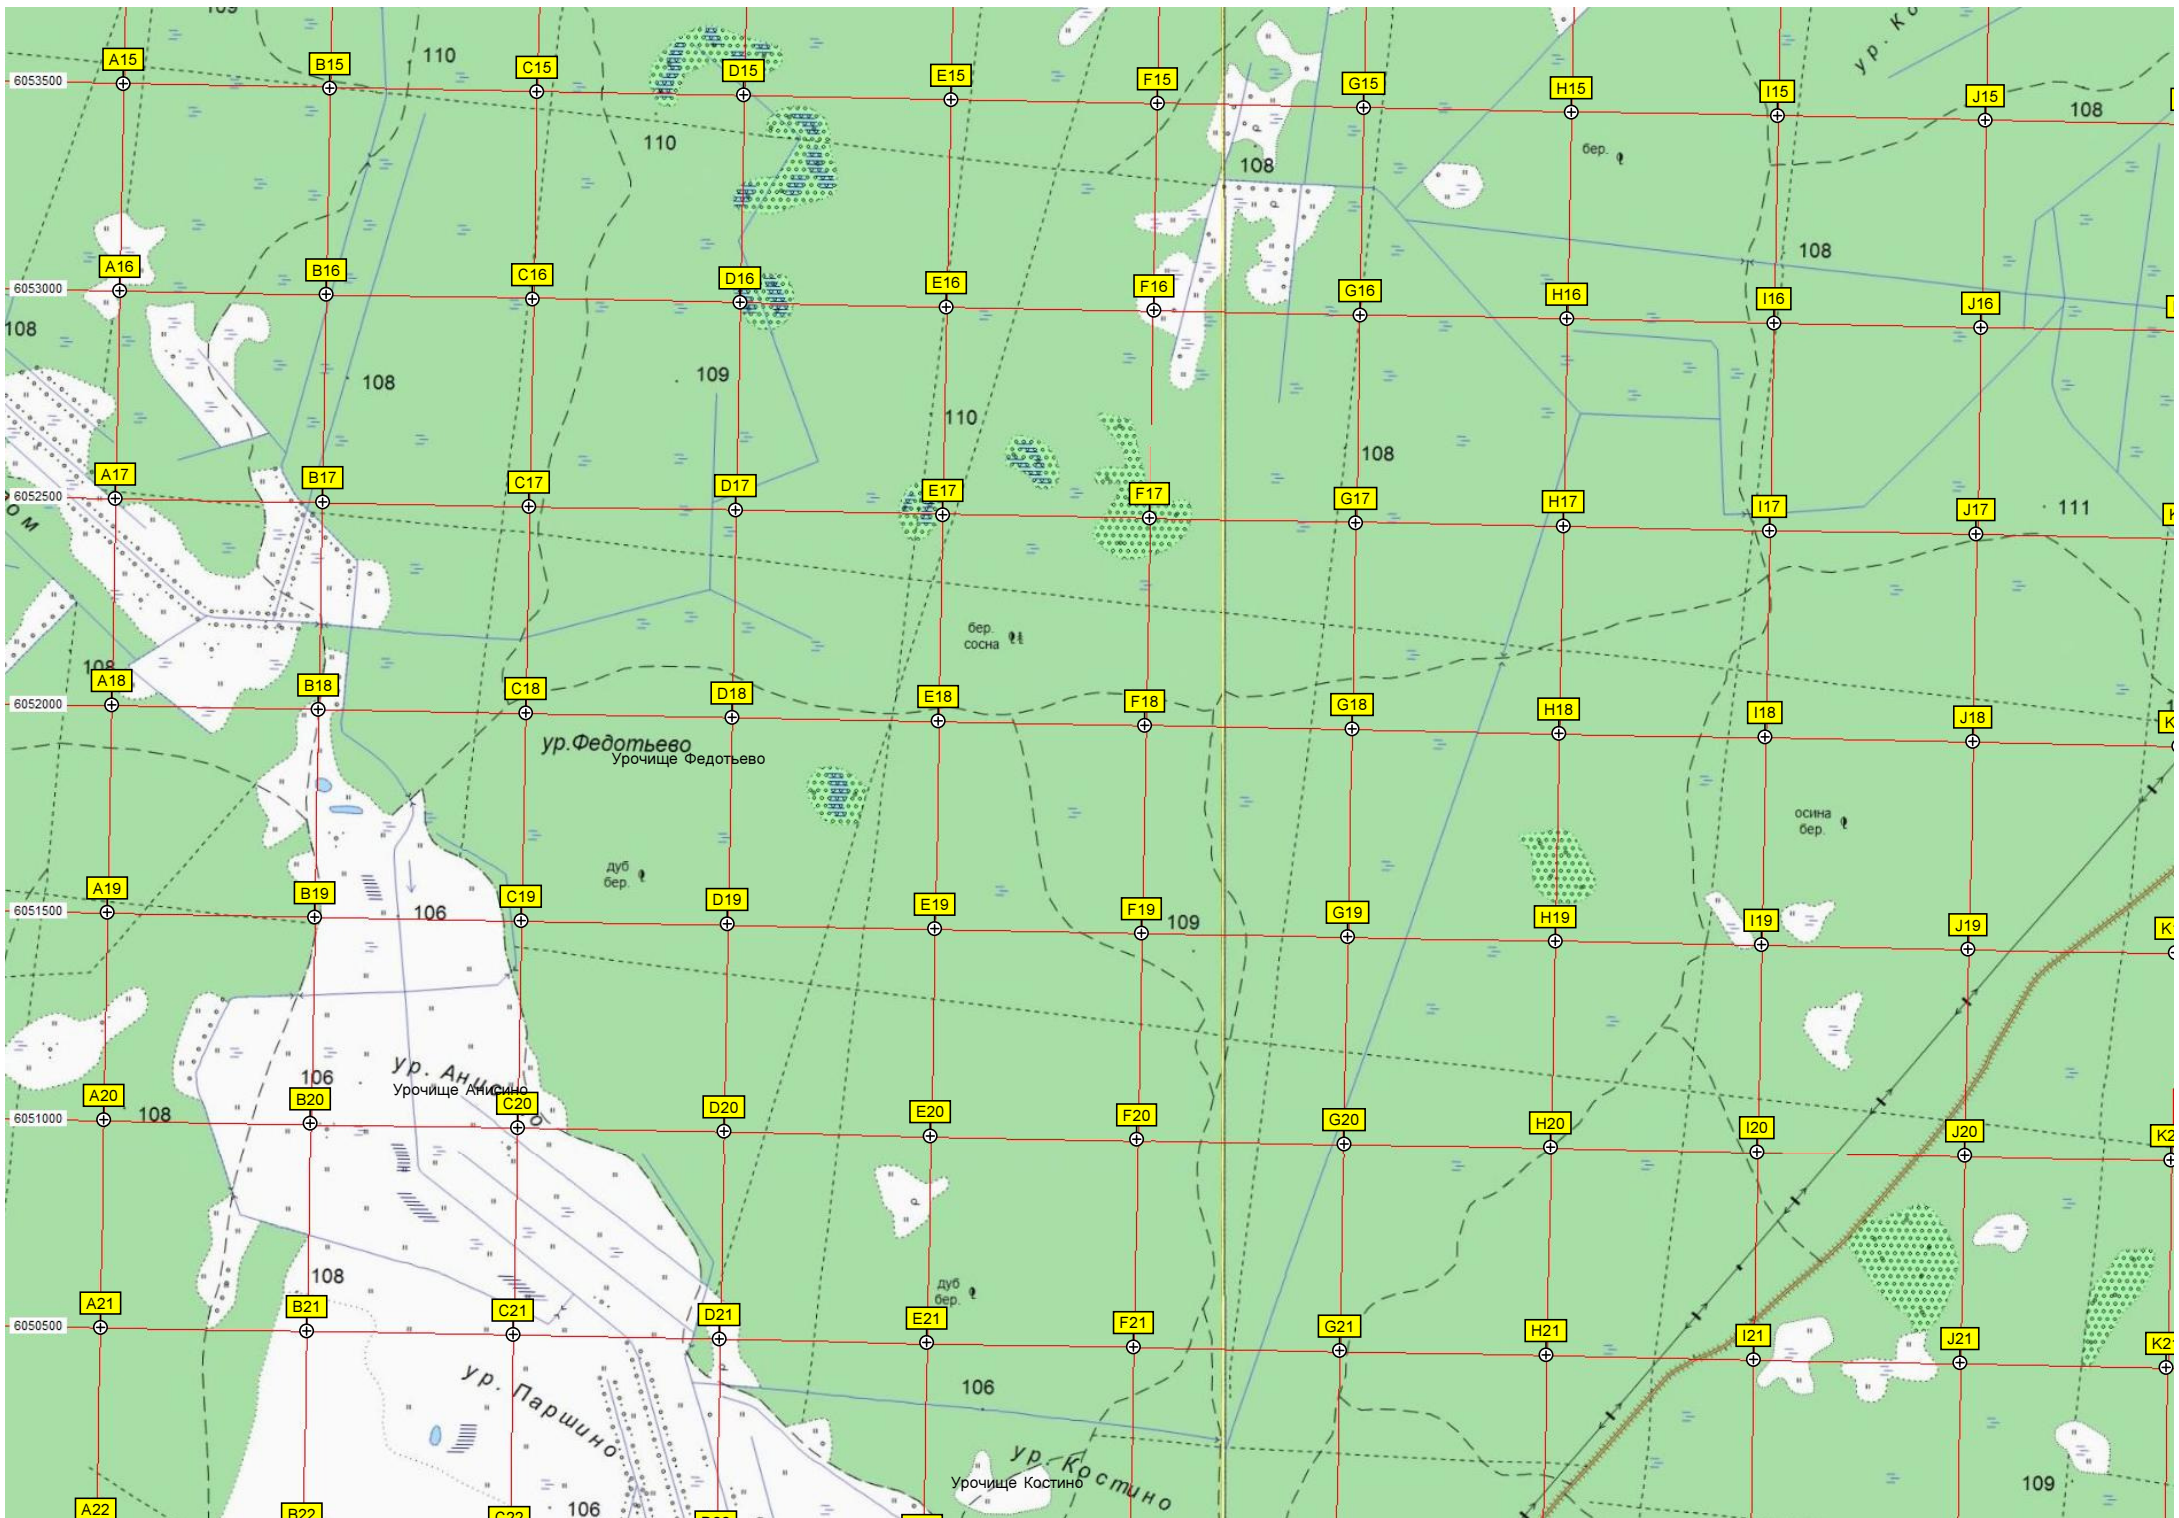 110
A15
B15
C15
D15
E15
F15
G15
H15
I15
J15
6053500
110
108
бер.
108
ур. Ко
108
A16
B16
C16
D16
E16
F16
G16
H16
I16
J16
6053000
108
108
109
110
108
A17
B17
C17
D17
E17
F17
G17
H17
I17
J17
6052500
ом
111
бер.
сосна
108
A18
B18
C18
D18
E18
F18
G18
H18
I18
J18
6052000
ур.Федотьево
Урочище Федотьево
осина
бер.
дуб
бер.
A19
B19
C19
D19
E19
F19
G19
H19
I19
J19
6051500
106
109
ур. Анисино
Урочище Анисино
106
A20
B20
C20
D20
E20
F20
G20
H20
I20
J20
6051000
108
108
дуб
бер.
A21
B21
C21
D21
E21
F21
G21
H21
I21
J21
6050500
ур. Паршино
106
ур. Костино
Урочище Костино
109
A22
B22
C22
106